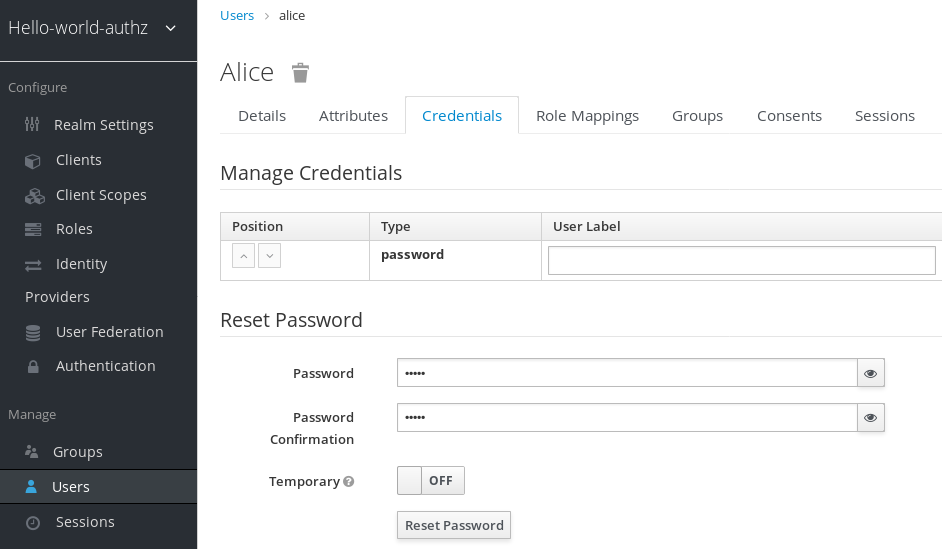 Hello-world-authz
Configure
Realm Settings
Clients
Client Scopes
Roles
Identity
Providers
User Federation
Authentication
Manage
Groups
Users
Sessions
Users > alice
Alice
Details Attributes Credentials Role Mappings Groups Consents Sessions
Manage Credentials
Position Type User Label
password
Reset Password
Password •••••
Password
Confirmation •••••
Temporary OFF
Reset Password